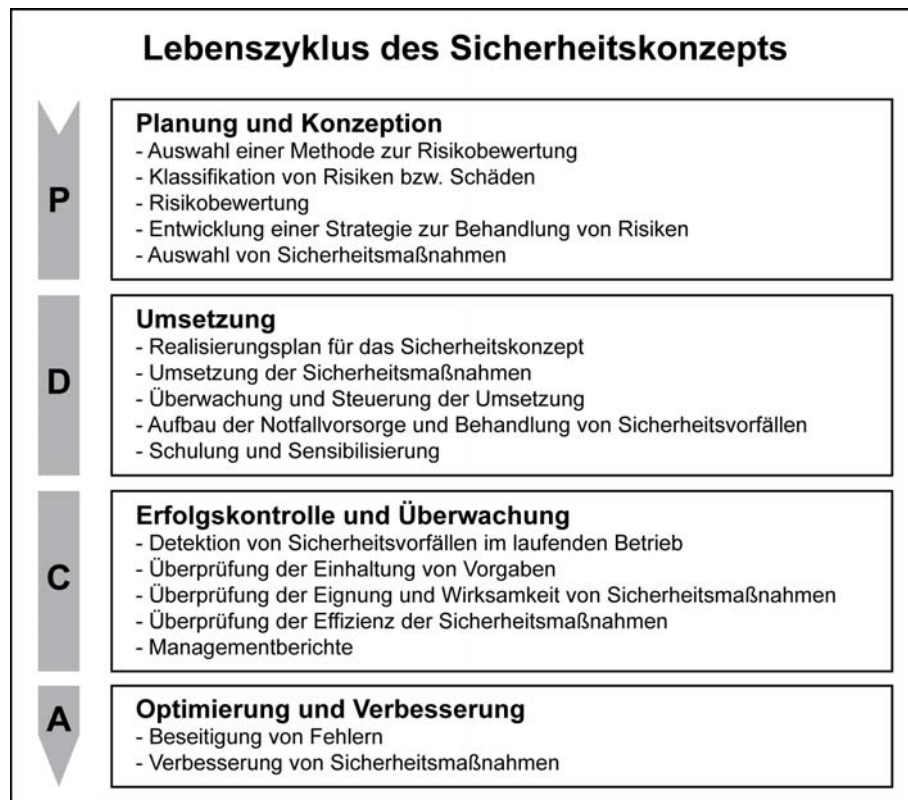 Lebenszyklus des Sicherheitskonzepts
P
Planung und Konzeption
- Auswahl einer Methode zur Risikobewertung
- Klassifikation von Risiken bzw. Schäden
- Risikobewertung
- Entwicklung einer Strategie zur Behandlung von Risiken
- Auswahl von Sicherheitsmaßnahmen
D
Umsetzung
- Realisierungsplan für das Sicherheitskonzept
- Umsetzung der Sicherheitsmaßnahmen
- Überwachung und Steuerung der Umsetzung
- Aufbau der Notfallvorsorge und Behandlung von Sicherheitsvorfällen
- Schulung und Sensibilisierung
C
Erfolgskontrolle und Überwachung
- Detektion von Sicherheitsvorfällen im laufenden Betrieb
- Überprüfung der Einhaltung von Vorgaben
- Überprüfung der Eignung und Wirksamkeit von Sicherheitsmaßnahmen
- Überprüfung der Effizienz der Sicherheitsmaßnahmen
- Managementberichte
A
Optimierung und Verbesserung
- Beseitigung von Fehlern
- Verbesserung von Sicherheitsmaßnahmen